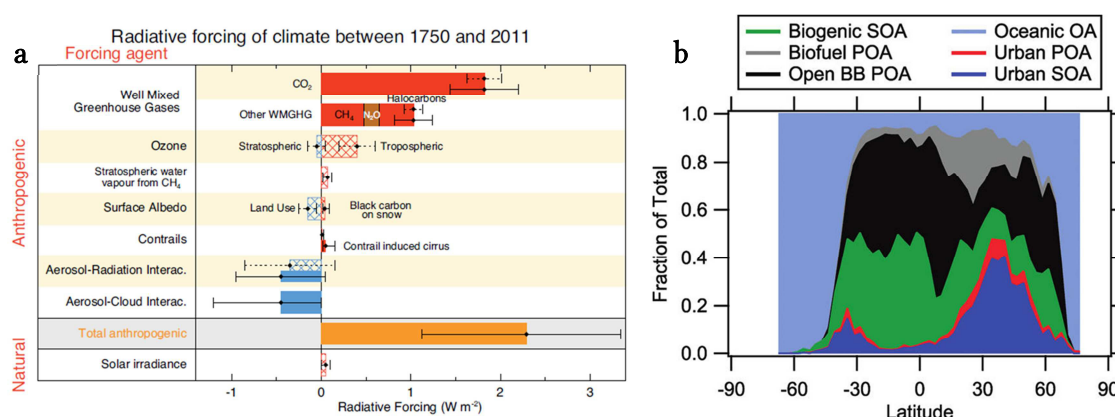 a
Radiative forcing of climate between 1750 and 2011
Forcing agent
Anthropogenic
Natural
Well Mixed
Greenhouse Gases
CO2
Other WMGHG
CH4
N2O
Halocarbons
Ozone
Stratospheric
Tropospheric
Stratospheric water
vapour from CH4
Surface Albedo
Land Use
Black carbon
on snow
Contrails
Contrail induced cirrus
Aerosol-Radiation Interac.
Aerosol-Cloud Interac.
Total anthropogenic
Solar irradiance
-1 0 1 2 3
Radiative Forcing (W m-2)
b
Biogenic SOA
Biofuel POA
Open BB POA
Oceanic OA
Urban POA
Urban SOA
Fraction of Total
1.0
0.8
0.6
0.4
0.2
0.0
-90 -60 -30 0 30 60 90
Latitude